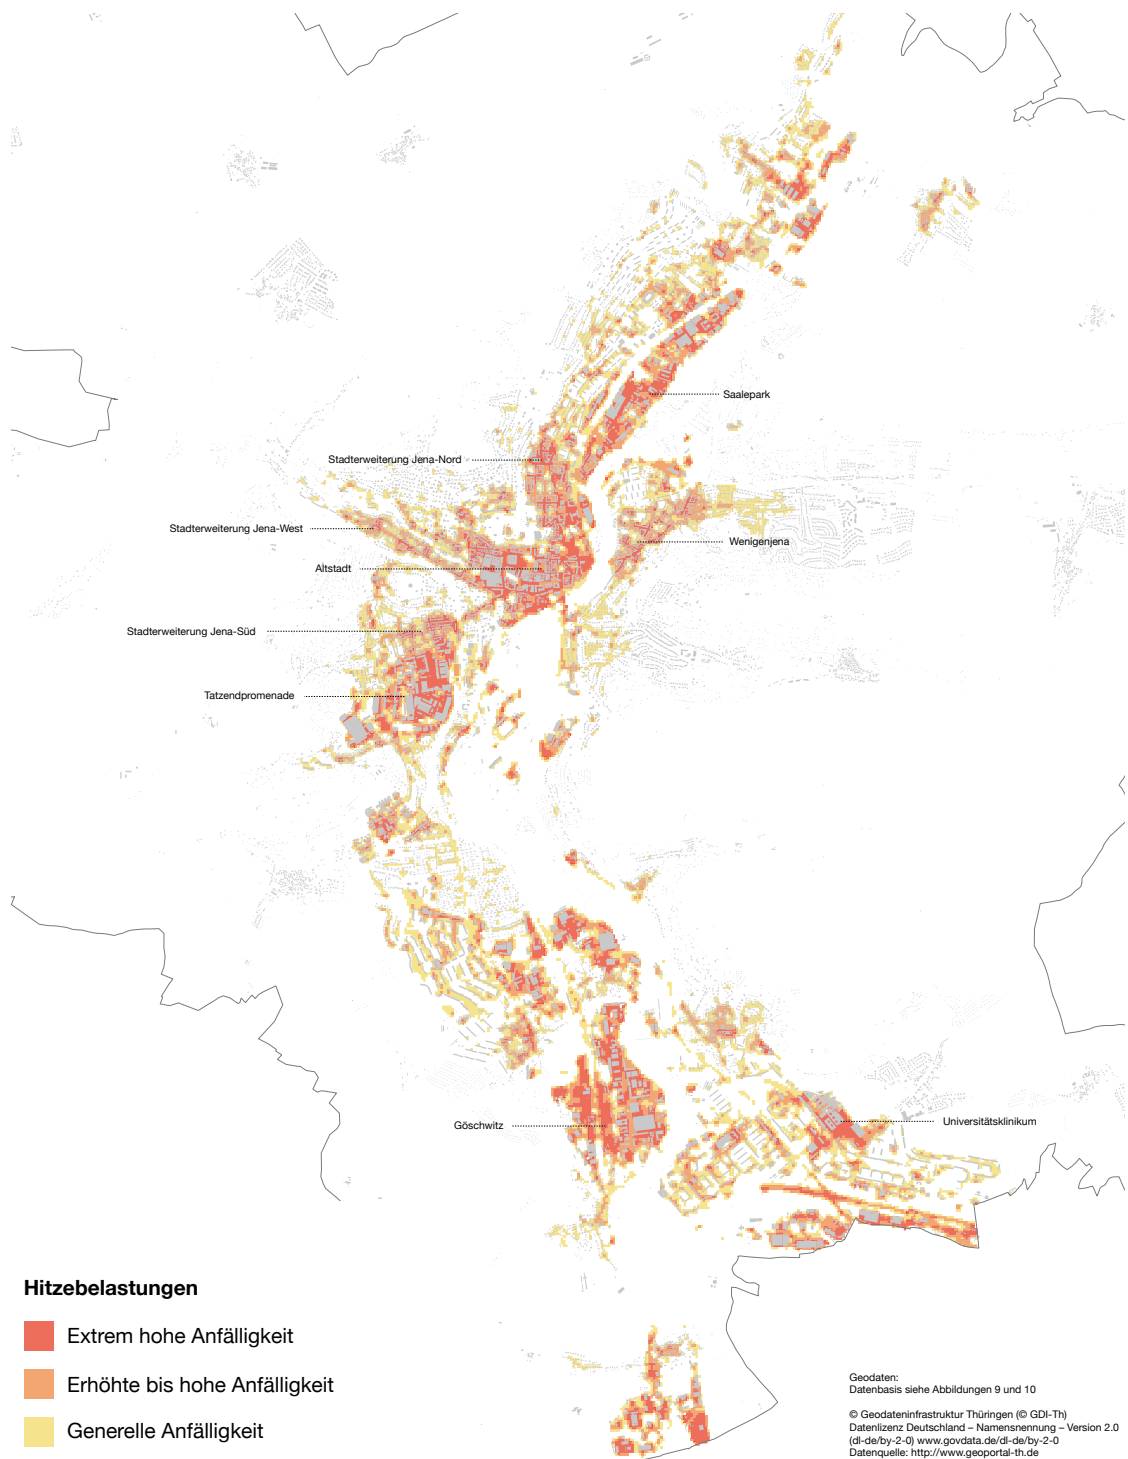 Saalepark
Stadterweiterung Jena-Nord
Stadterweiterung Jena-West
Wenigenjena
Altstadt
Stadterweiterung Jena-Süd
Tatzendpromenade
Göschwitz
Universitätsklinikum
Hitzebelastungen
Extrem hohe Anfälligkeit
Erhöhte bis hohe Anfälligkeit
Generelle Anfälligkeit
Geodaten:
Datenbasis siehe Abbildungen 9 und 10
© Geodateninfrastruktur Thüringen (© GDI-Th)
Datenlizenz Deutschland – Namensnennung – Version 2.0
(dl-de/by-2-0) www.govdata.de/dl-de/by-2-0
Datenquelle: http://www.geoportal-th.de